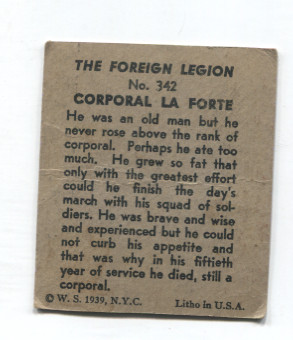 THE FOREIGN LEGION
No. 342
CORPORAL LA FORTE
He was an old man but he
never rose above the rank of
corporal. Perhaps he ate too
much. He grew so fat that
only with the greatest effort
could he finish the day's
march with his squad of sol-
diers. He was brave and wise
and experienced but he could
not curb his appetite and
that was why in his fiftieth
year of service he died, still a
corporal.
© W. S. 1939, N.Y.C. Litho in U.S.A.